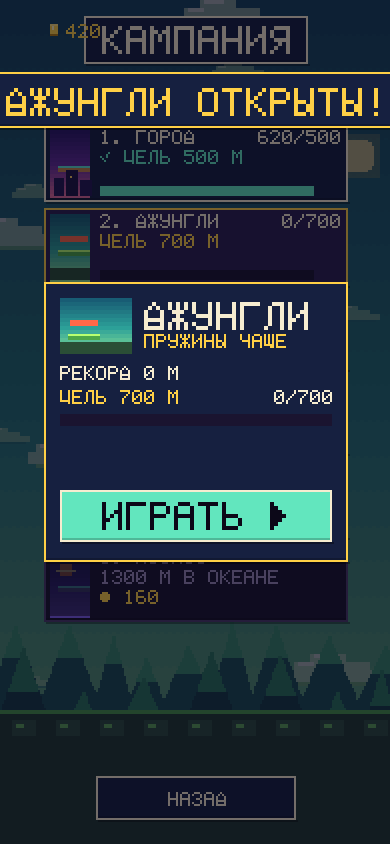 420
КАМПАНИЯ
ДЖУНГЛИ ОТКРЫТЫ!
1. ГОРОД 620/500
✓ ЦЕЛЬ 500 М
2. ДЖУНГЛИ 0/700
ЦЕЛЬ 700 М
ДЖУНГЛИ
ПРУЖИНЫ ЧАЩЕ
РЕКОРД 0 М
ЦЕЛЬ 700 М 0/700
ИГРАТЬ ▶
1300 М В ОКЕАНЕ
● 160
НАЗАД